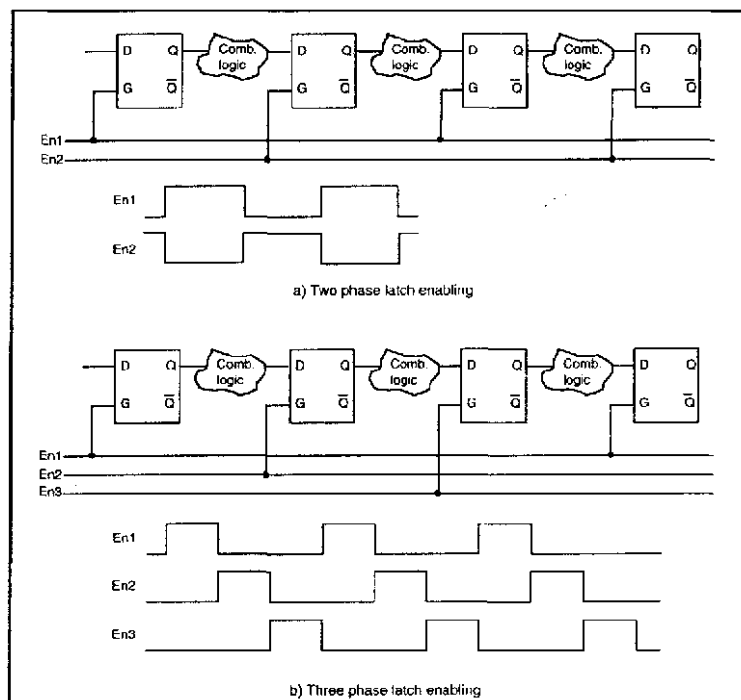 D Q Comb. logic D Q Comb. logic D Q Comb. logic D Q
G Q̅ G Q̅ G Q̅ G Q̅
En1
En2
En1
En2
a) Two phase latch enabling
D Q Comb. logic D Q Comb. logic D Q Comb. logic D Q
G Q̅ G Q̅ G Q̅ G Q̅
En1
En2
En3
En1
En2
En3
b) Three phase latch enabling